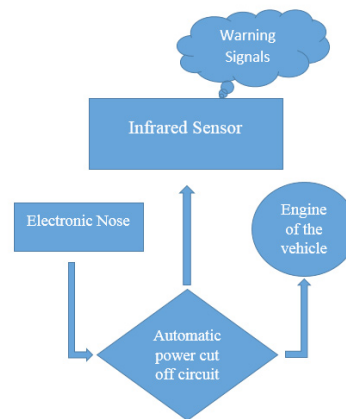 Warning
Signals
Infrared Sensor
Electronic Nose
Engine
of the
vehicle
Automatic
power cut
off circuit